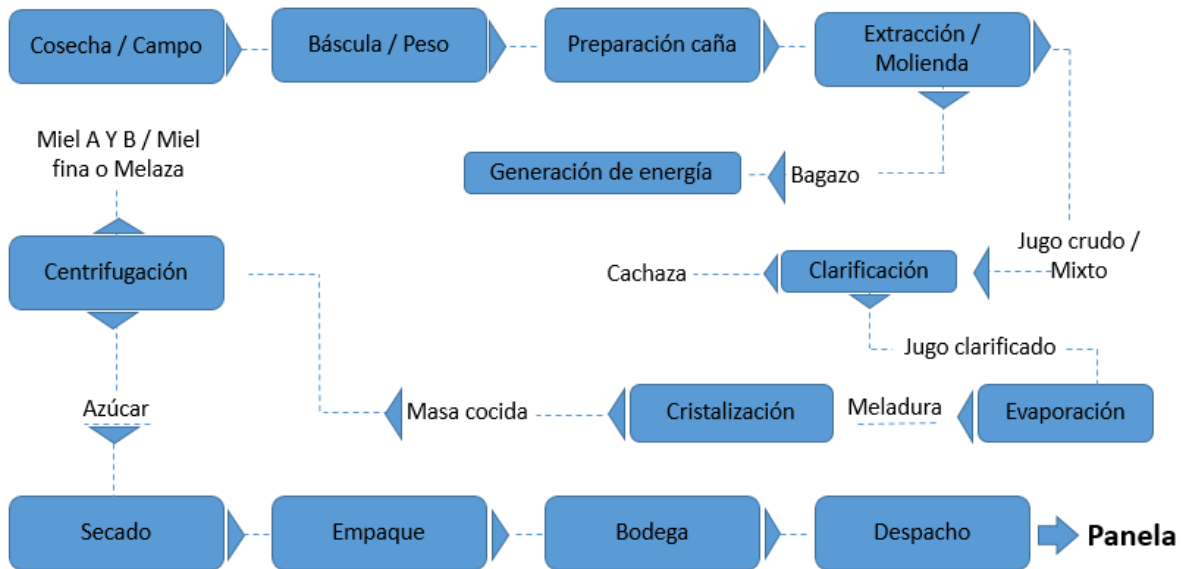 Cosecha / Campo
Báscula / Peso
Preparación caña
Extracción /
Molienda
Miel A Y B / Miel
fina o Melaza
Generación de energía
Bagazo
Centrifugación
Cachaza
Clarificación
Jugo crudo /
Mixto
Jugo clarificado
Azúcar
Masa cocida
Cristalización
Meladura
Evaporación
Secado
Empaque
Bodega
Despacho
Panela